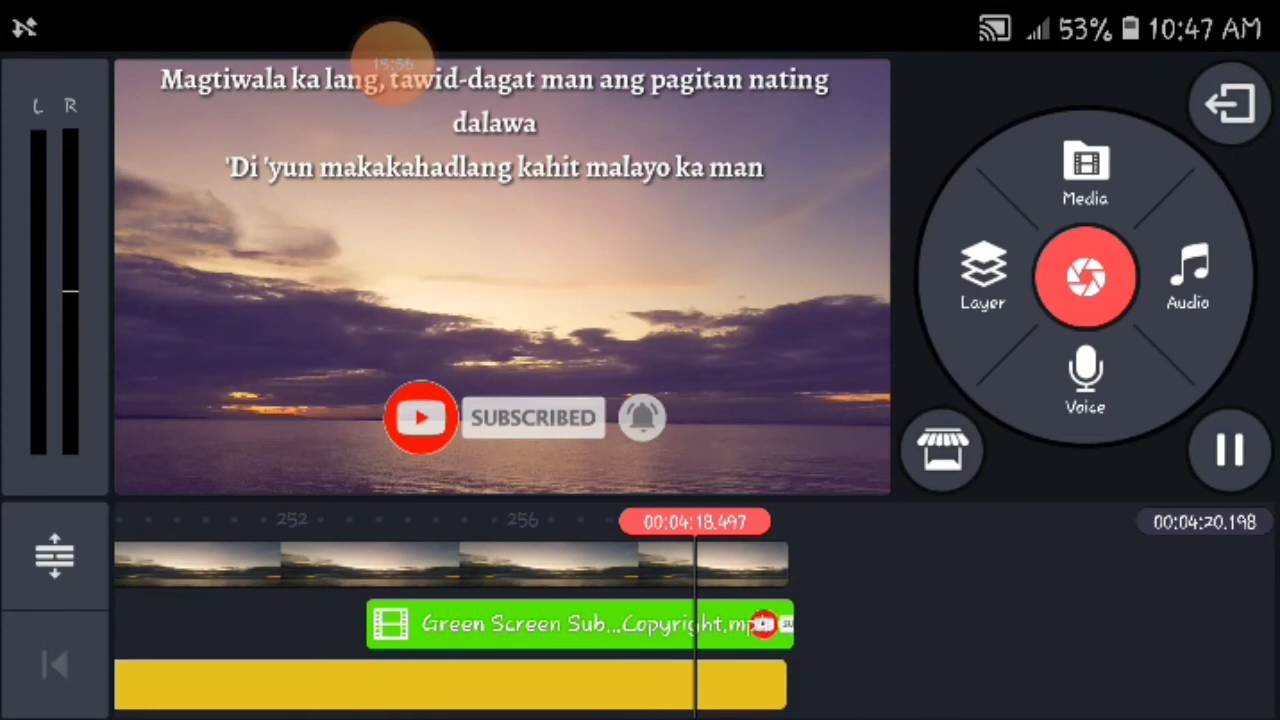 53% 10:47 AM
L R
Magtiwala ka lang, tawid-dagat man ang pagitan nating
dalawa
'Di 'yun makakahadlang kahit malayo ka man
SUBSCRIBED
Media
Layer
Audio
Voice
252
256
00:04:18.497
00:04:20.198
Green Screen Sub...Copyright.mp4